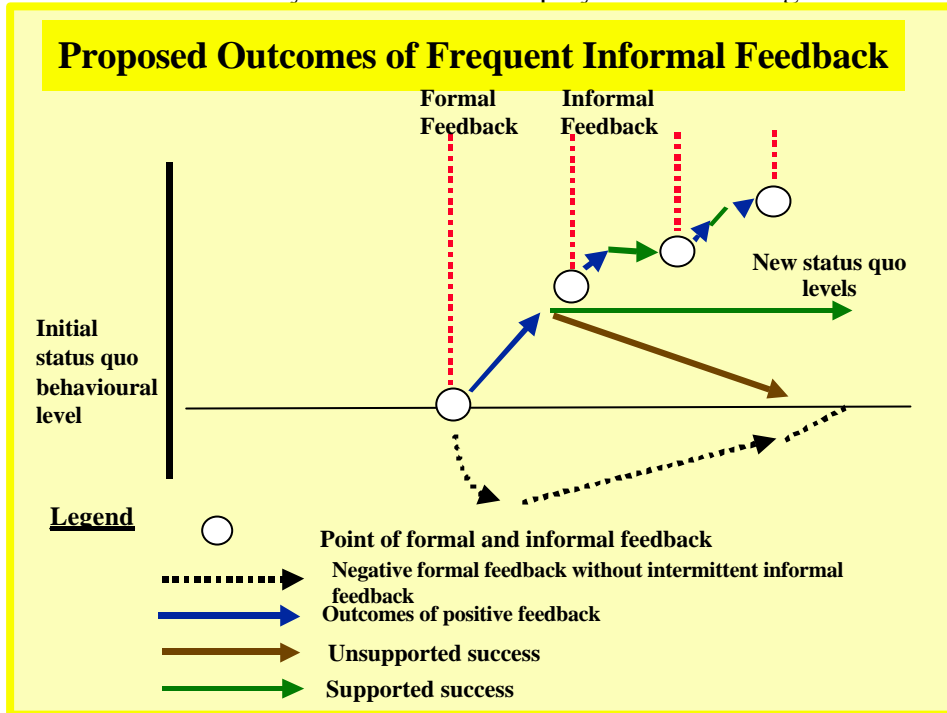 Proposed Outcomes of Frequent Informal Feedback
Formal
Feedback
Informal
Feedback
New status quo
levels
Initial
status quo
behavioural
level
Legend
Point of formal and informal feedback
Negative formal feedback without intermittent informal
feedback
Outcomes of positive feedback
Unsupported success
Supported success